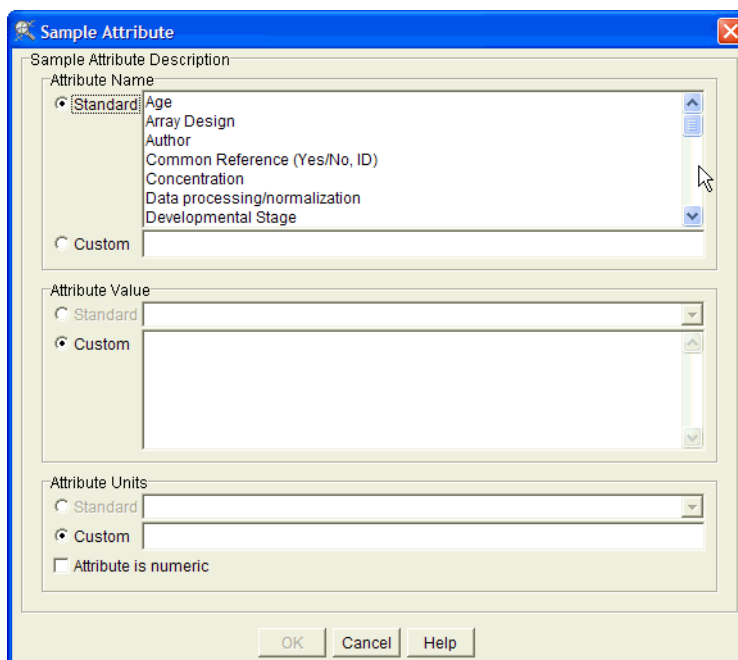 Sample Attribute
Sample Attribute Description
Attribute Name
Standard
Age
Array Design
Author
Common Reference (Yes/No, ID)
Concentration
Data processing/normalization
Developmental Stage
Custom
Attribute Value
Standard
Custom
Attribute Units
Standard
Custom
Attribute is numeric
OK Cancel Help